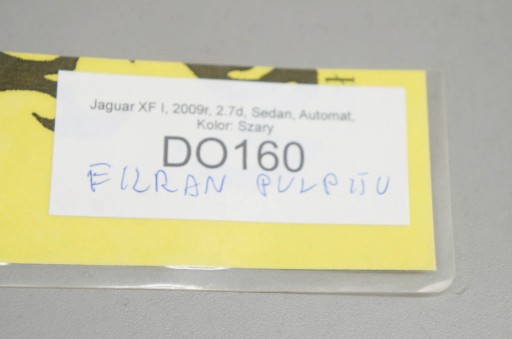 Jaguar XF I, 2009r, 2.7d, Sedan, Automat,
Kolor: Szary
DO160
EKRAN PULPITU